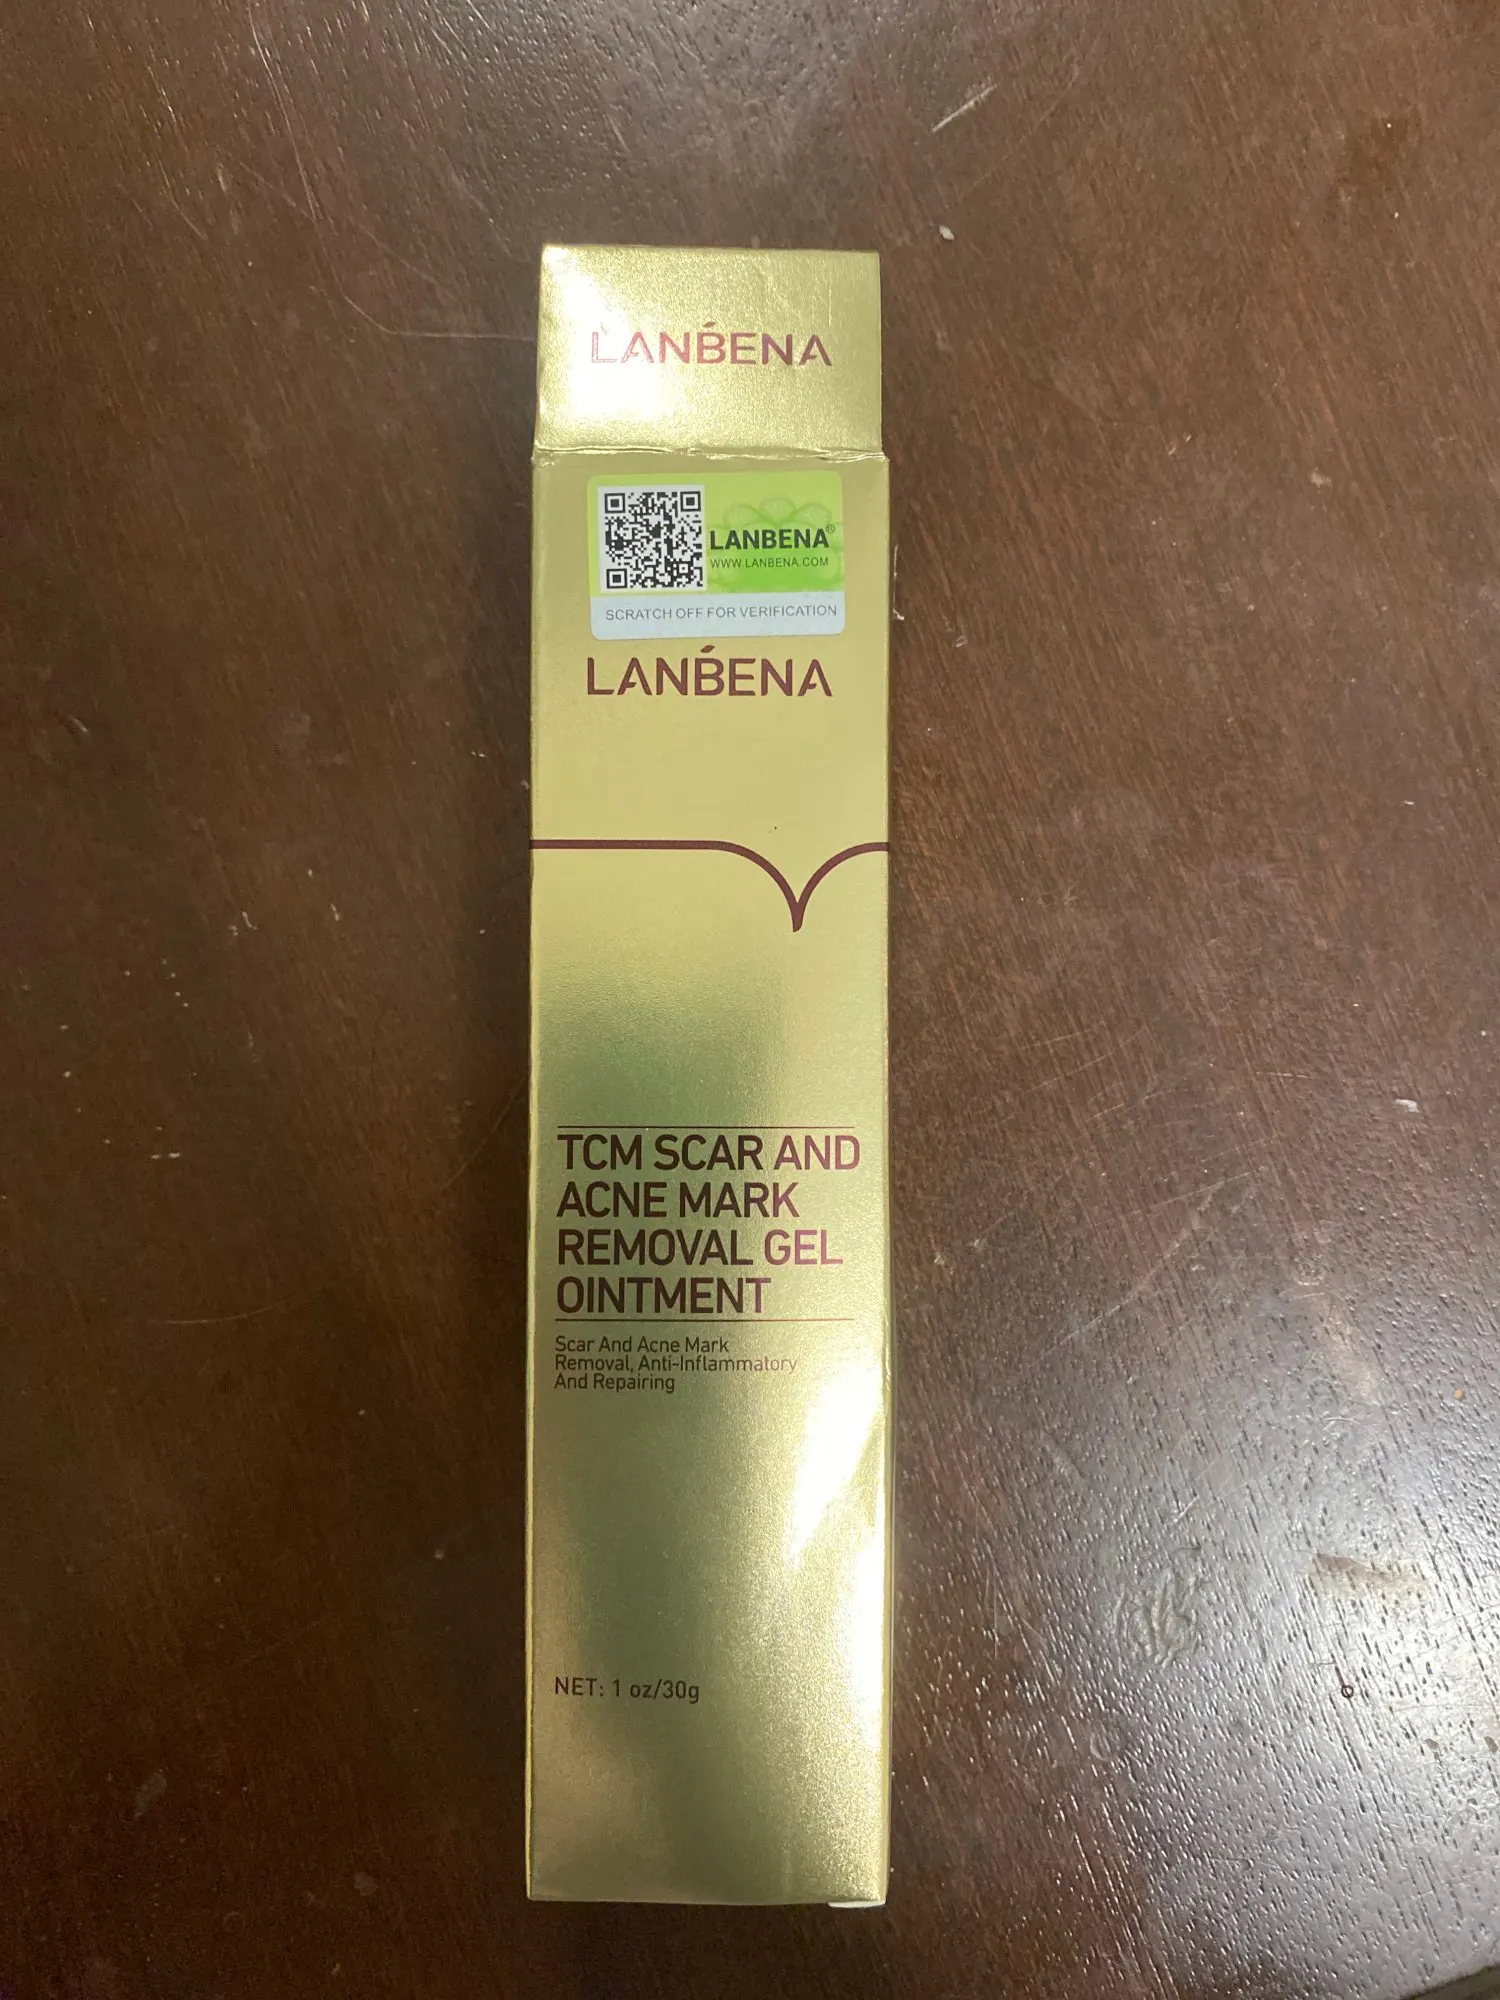 LANBENA
LANBENA®
WWW.LANBENA.COM
SCRATCH OFF FOR VERIFICATION
LANBENA
TCM SCAR AND
ACNE MARK
REMOVAL GEL
OINTMENT
Scar And Acne Mark
Removal, Anti-Inflammatory
And Repairing
NET: 1 oz/30g